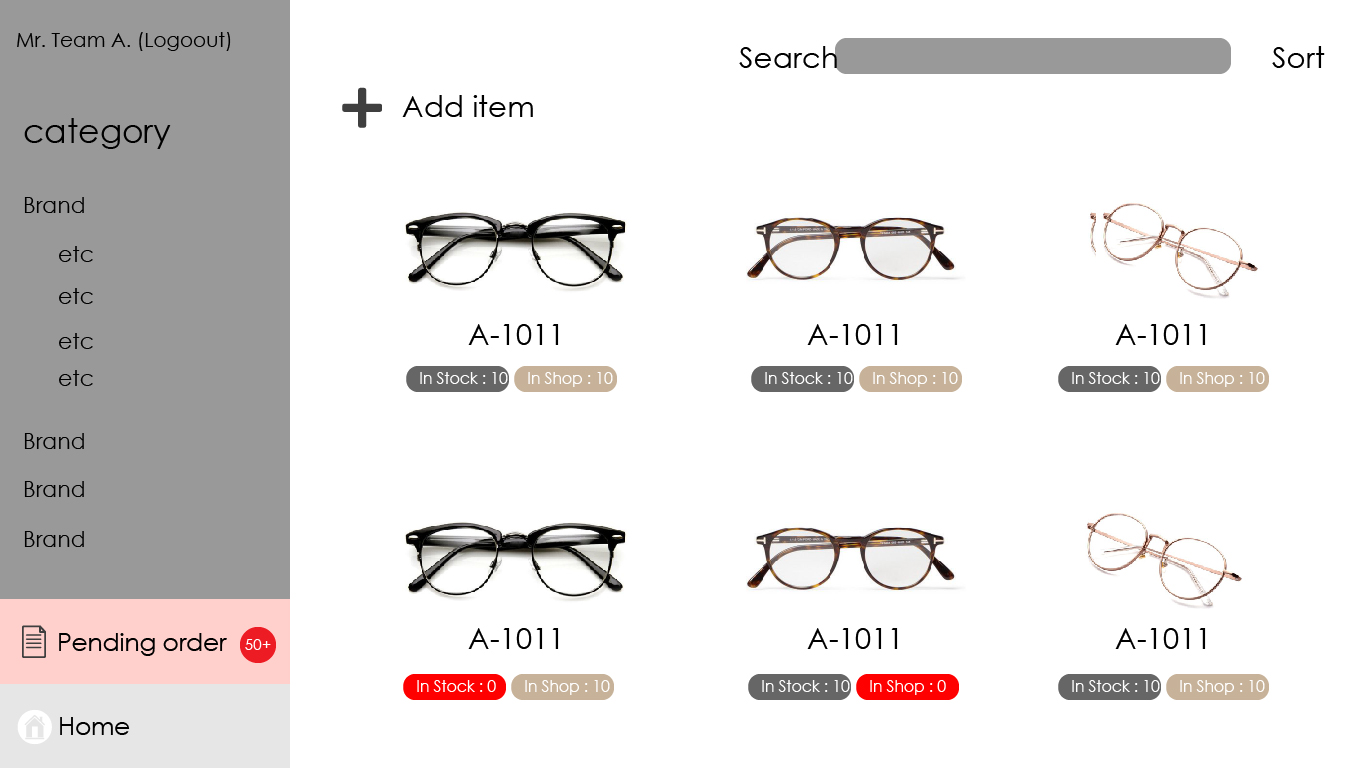 Mr. Team A. (Logoout)
category
Brand
etc
etc
etc
etc
Brand
Brand
Brand
Pending order 50+
Home
Search
Sort
Add item
A-1011
In Stock : 10 In Shop : 10
A-1011
In Stock : 10 In Shop : 10
A-1011
In Stock : 10 In Shop : 10
A-1011
In Stock : 0 In Shop : 10
A-1011
In Stock : 10 In Shop : 0
A-1011
In Stock : 10 In Shop : 10